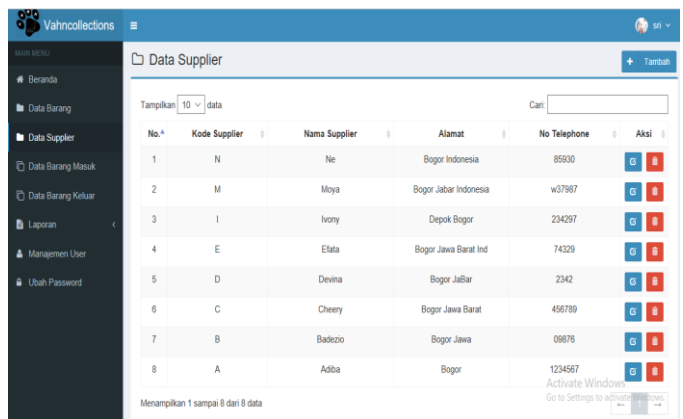 Vahncollections
sri
MAIN MENU
Beranda
Data Barang
Data Supplier
Data Barang Masuk
Data Barang Keluar
Laporan
Manajemen User
Ubah Password
Data Supplier
+ Tambah
Tampilkan 10 data
Cari:
No. Kode Supplier Nama Supplier Alamat No Telephone Aksi
1 N Ne Bogor Indonesia 85930
2 M Moya Bogor Jabar Indonesia w37987
3 I Ivony Depok Bogor 234297
4 E Efata Bogor Jawa Barat Ind 74329
5 D Devina Bogor JaBar 2342
6 C Cheery Bogor Jawa Barat 456789
7 B Badezio Bogor Jawa 09876
8 A Adiba Bogor 1234567
Activate Windows
Go to Settings to activate Windows.
Menampilkan 1 sampai 8 dari 8 data
← 1 →